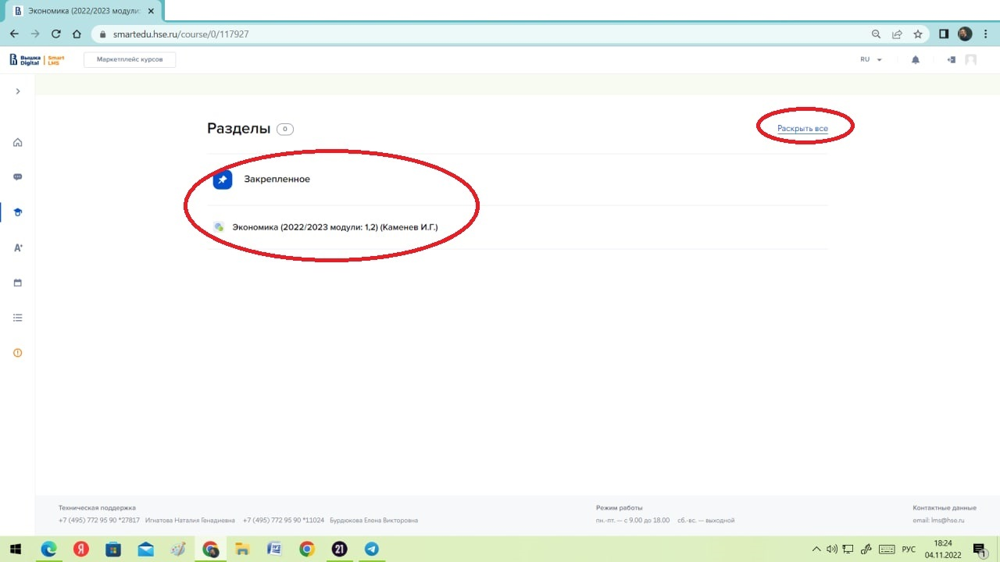 Экономика (2022/2023 модули:
smartedu.hse.ru/course/0/117927
Вышка Digital Smart LMS
Маркетплейс курсов
RU
Разделы 0
Раскрыть все
Закрепленное
Экономика (2022/2023 модули: 1,2) (Каменев И.Г.)
A+
Техническая поддержка
Режим работы
Контактные данные
+7 (495) 772 95 90 *27817 Игнатова Наталия Генадиевна +7 (495) 772 95 90 *11024 Бурдюкова Елена Викторовна
пн.-пт. — с 9.00 до 18.00 сб.-вс. — выходной
email: lms@hse.ru
Я
21
РУС
18:24
04.11.2022
1